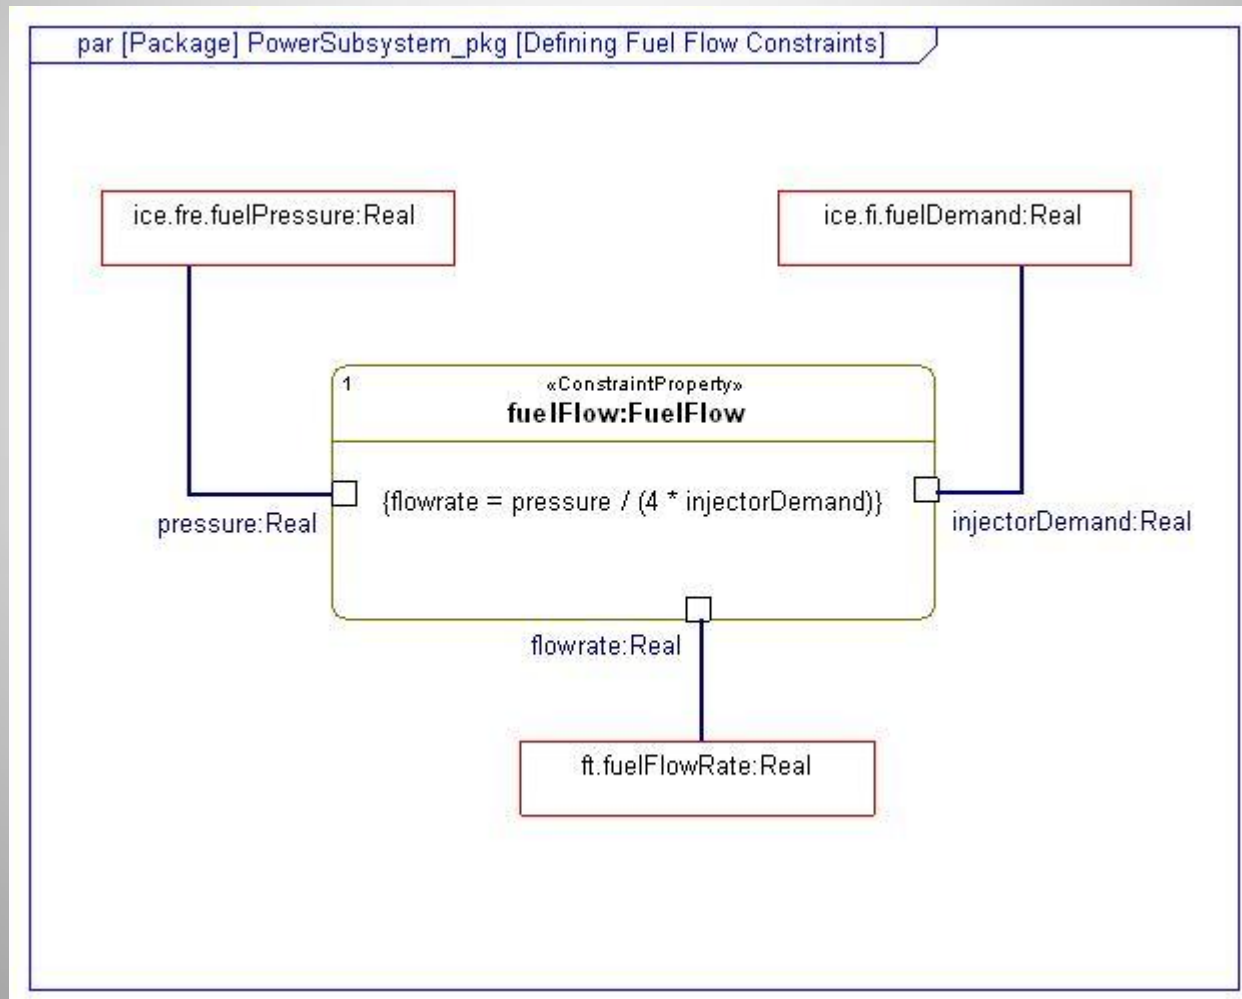 par [Package] PowerSubsystem_pkg [Defining Fuel Flow Constraints]
ice.fre.fuelPressure:Real
ice.fi.fuelDemand:Real
1
«ConstraintProperty»
fuelFlow:FuelFlow
{flowrate = pressure / (4 * injectorDemand)}
pressure:Real
injectorDemand:Real
flowrate:Real
ft.fuelFlowRate:Real